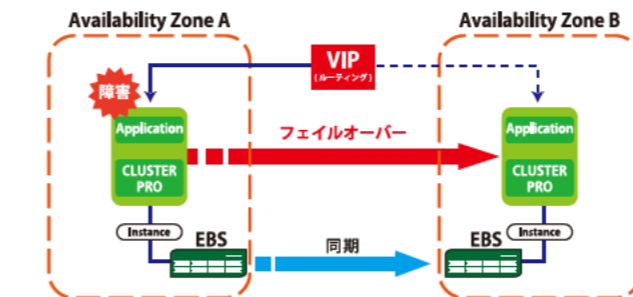 Availability Zone A
Availability Zone B
VIP
(ルーティング)
障害
Application
Application
フェイルオーバー
CLUSTER
PRO
CLUSTER
PRO
Instance
EBS
同期
EBS
Instance